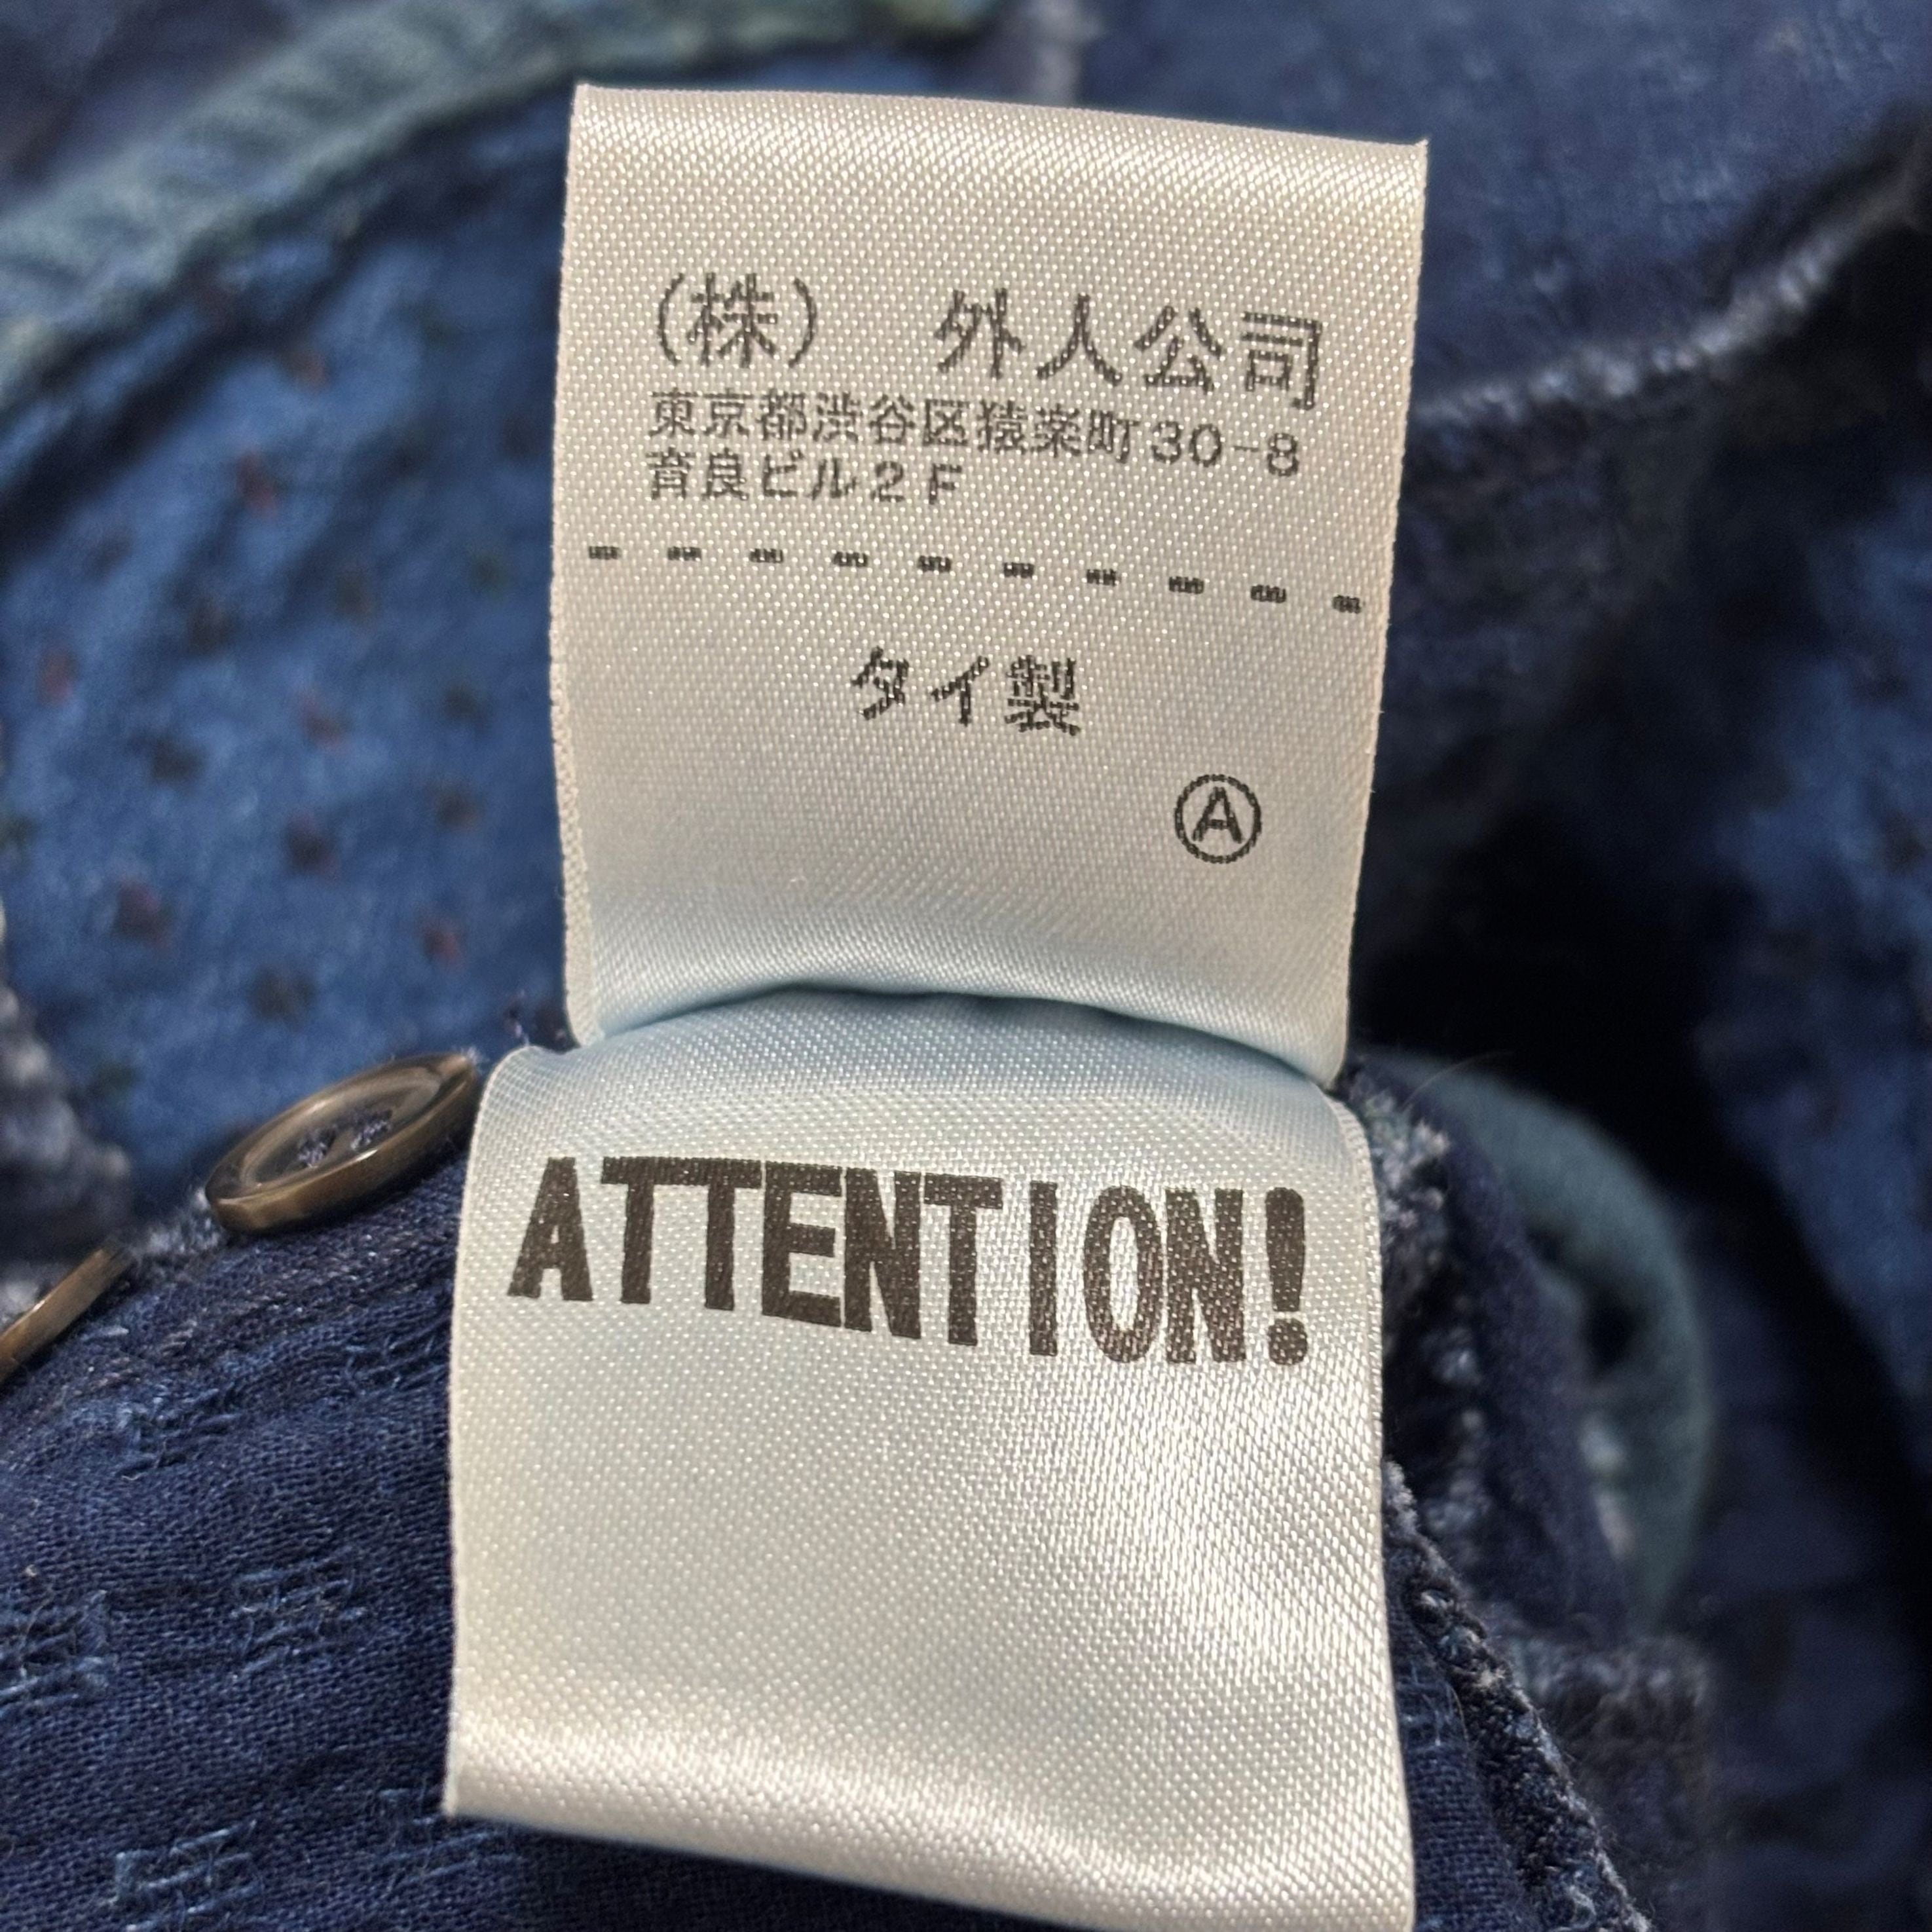 (株)　外人公司
東京都渋谷区猿楽町30-8
育良ビル2F
タイ製
Ⓐ
ATTENTION!